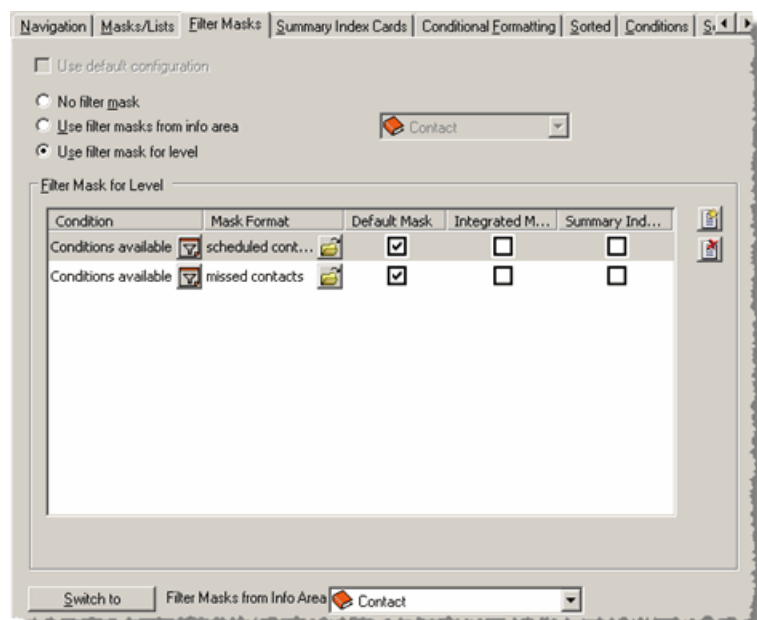 Navigation Masks/Lists Filter Masks Summary Index Cards Conditional Formatting Sorted Conditions
Use default configuration
No filter mask
Use filter masks from info area Contact
Use filter mask for level
Filter Mask for Level
Condition Mask Format Default Mask Integrated M... Summary Ind...
Conditions available scheduled cont...
Conditions available missed contacts
Switch to Filter Masks from Info Area Contact